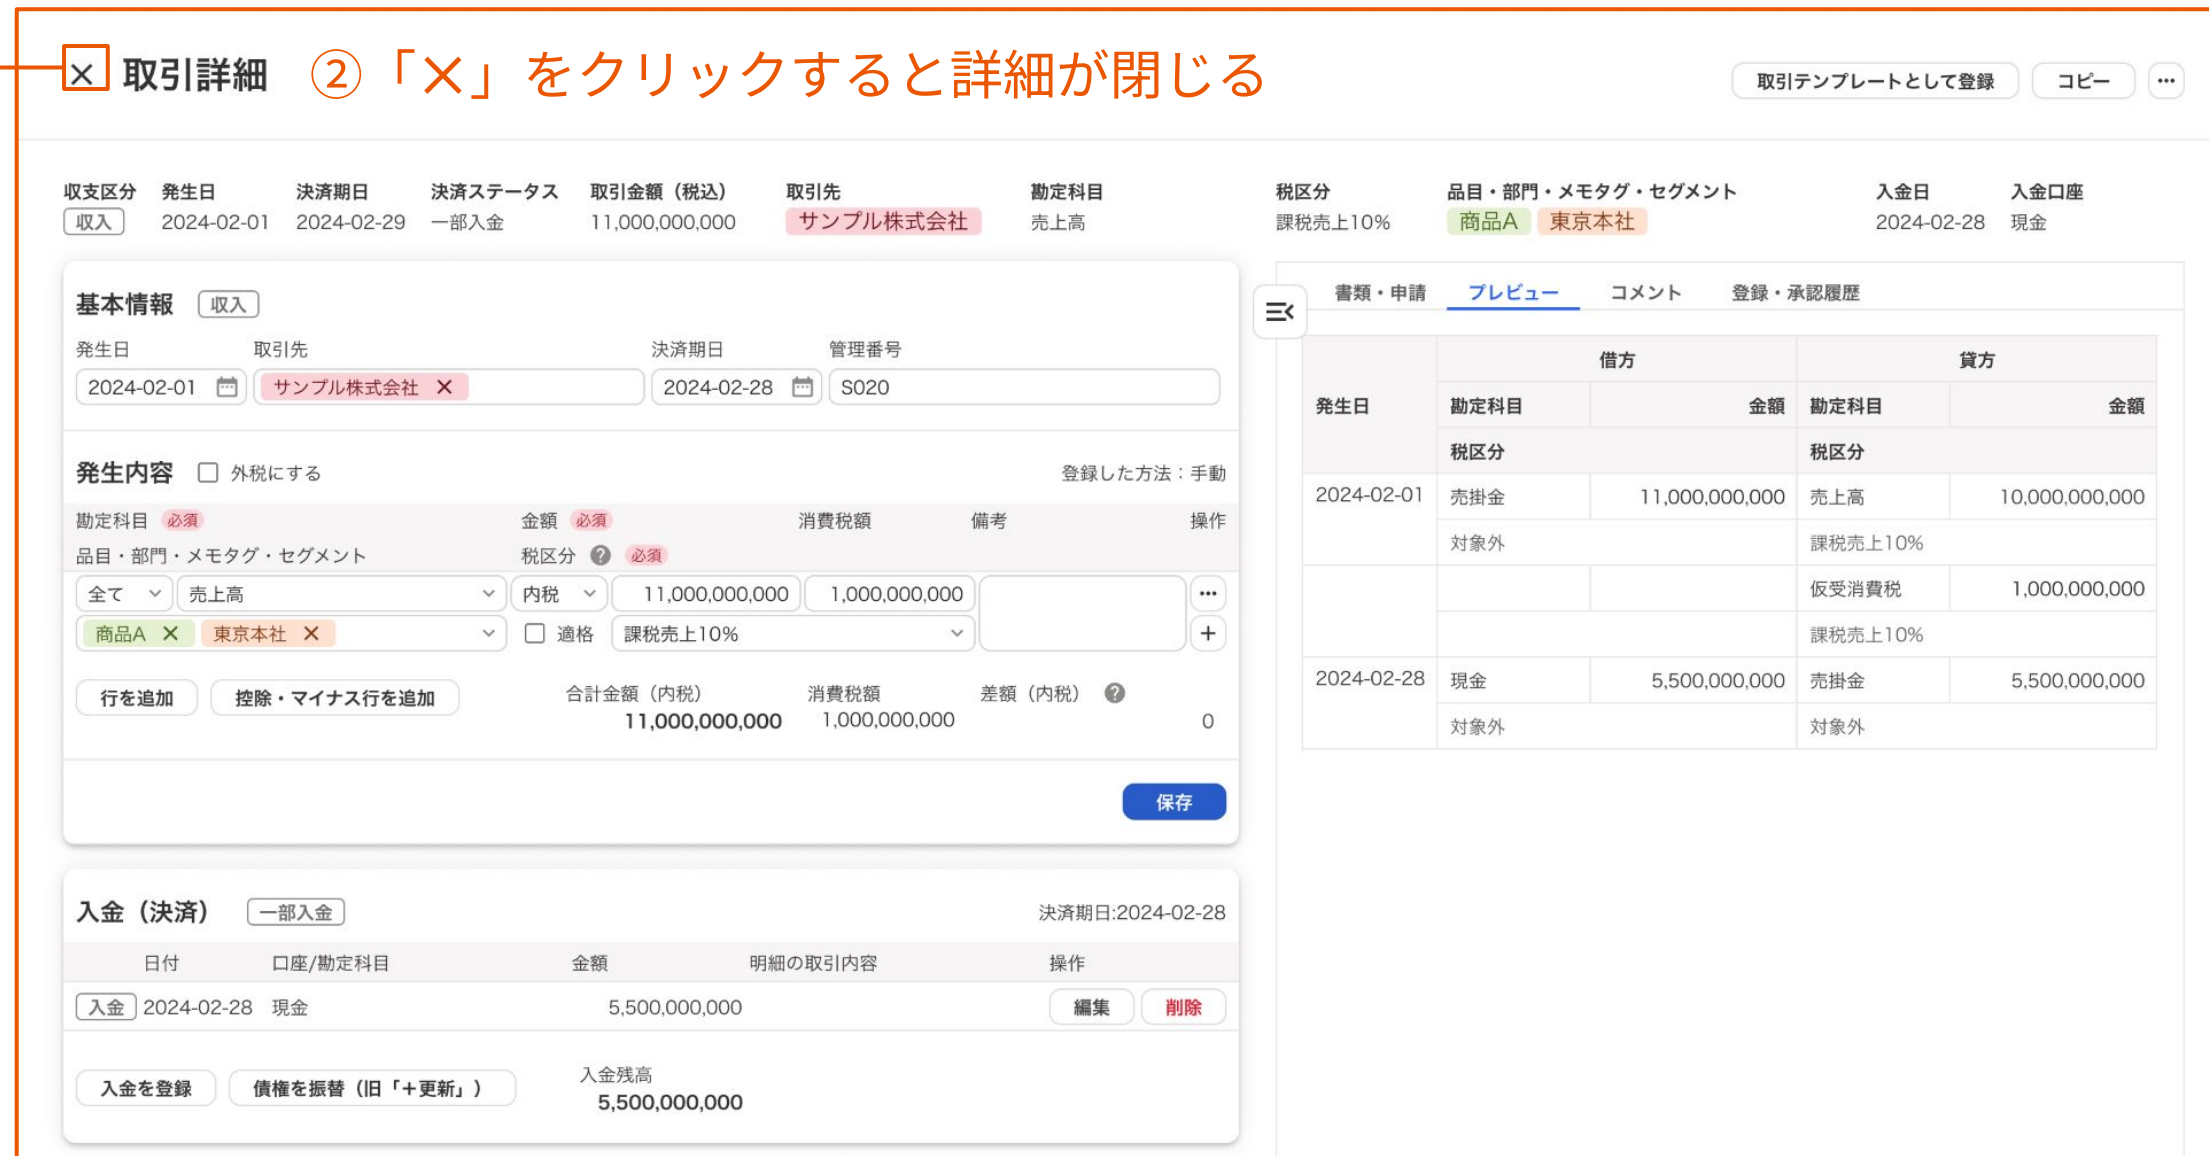 × 取引詳細 ②「×」をクリックすると詳細が閉じる 取引テンプレートとして登録 コピー …
収支区分 発生日 決済期日 決済ステータス 取引金額（税込） 取引先 勘定科目 税区分 品目・部門・メモタグ・セグメント 入金日 入金口座
収入 2024-02-01 2024-02-29 一部入金 11,000,000,000 サンプル株式会社 売上高 課税売上10% 商品A 東京本社 2024-02-28 現金
基本情報 収入
発生日 取引先 決済期日 管理番号
2024-02-01 サンプル株式会社 × 2024-02-28 S020
発生内容 外税にする 登録した方法：手動
勘定科目 必須 金額 必須 消費税額 備考 操作
品目・部門・メモタグ・セグメント 税区分 ? 必須
全て 売上高 内税 11,000,000,000 1,000,000,000 …
商品A × 東京本社 × 適格 課税売上10% +
行を追加 控除・マイナス行を追加 合計金額（内税） 消費税額 差額（内税） ?
11,000,000,000 1,000,000,000 0
保存
入金（決済） 一部入金 決済期日:2024-02-28
日付 口座/勘定科目 金額 明細の取引内容 操作
入金 2024-02-28 現金 5,500,000,000 編集 削除
入金を登録 債権を振替（旧「＋更新」） 入金残高
5,500,000,000
書類・申請 プレビュー コメント 登録・承認履歴
借方 貸方
発生日 勘定科目 金額 勘定科目 金額
税区分 税区分
2024-02-01 売掛金 11,000,000,000 売上高 10,000,000,000
対象外 課税売上10%
仮受消費税 1,000,000,000
課税売上10%
2024-02-28 現金 5,500,000,000 売掛金 5,500,000,000
対象外 対象外